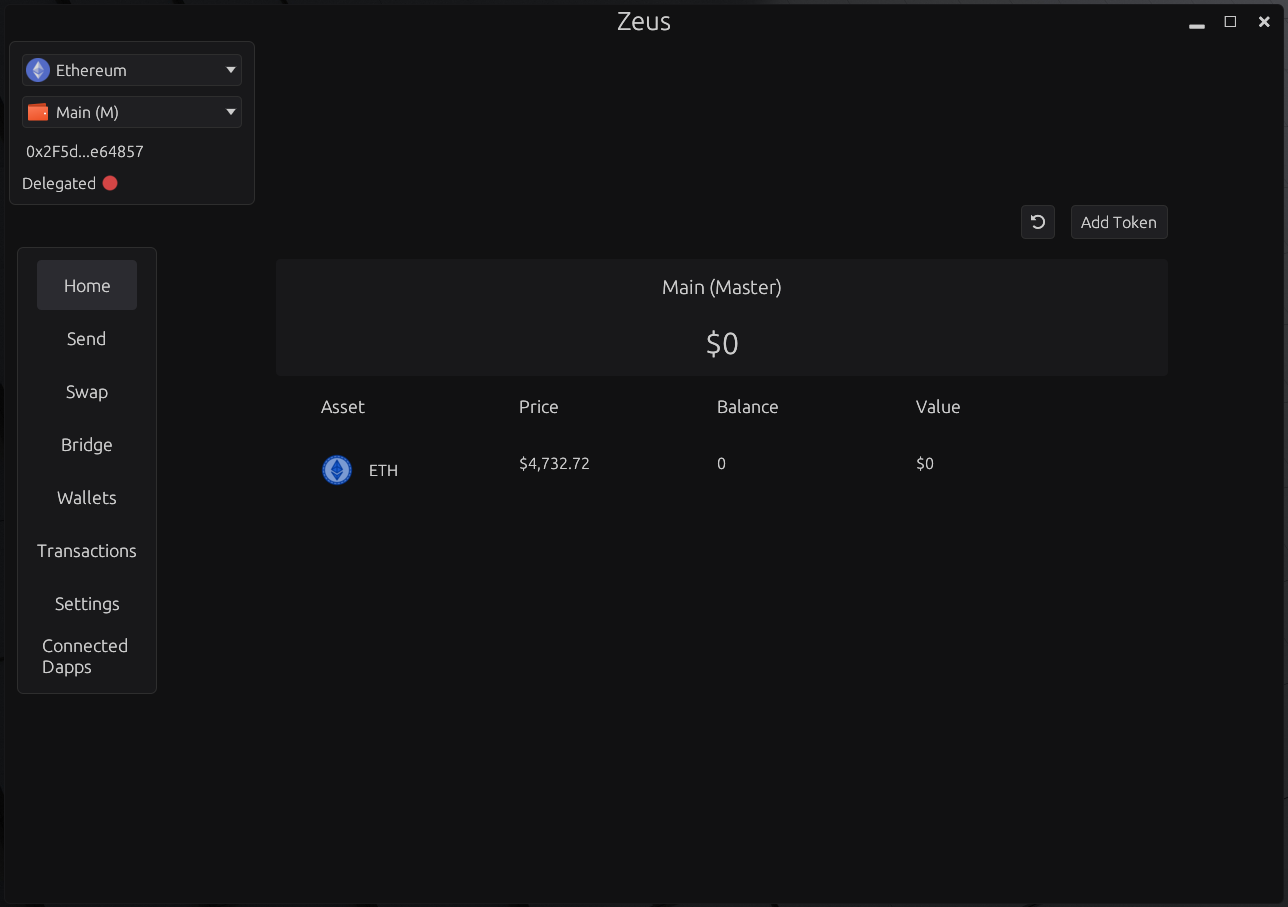 Zeus
Ethereum
Main (M)
0x2F5d...e64857
Delegated
Add Token
Home
Send
Swap
Bridge
Wallets
Transactions
Settings
Connected
Dapps
Main (Master)
$0
Asset Price Balance Value
ETH $4,732.72 0 $0